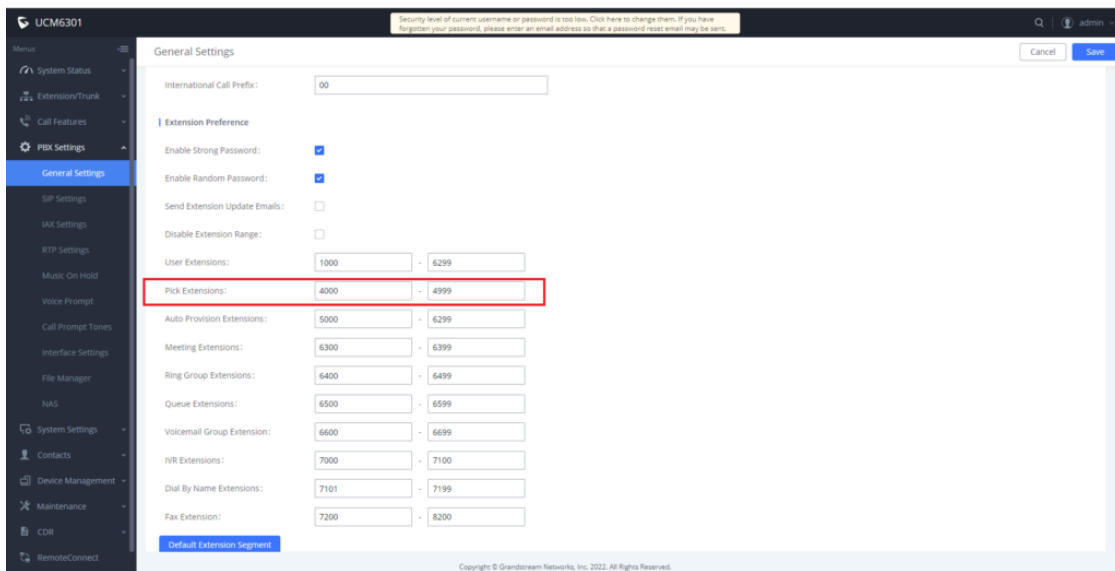 UCM6301
Security level of current username or password is too low. Click here to change them. If you have
forgotten your password, please enter an email address so that a password reset email may be sent.
admin
Menus
System Status
Extension/Trunk
Call Features
PBX Settings
General Settings
SIP Settings
IAX Settings
RTP Settings
Music On Hold
Voice Prompt
Call Prompt Tones
Interface Settings
File Manager
NAS
System Settings
Contacts
Device Management
Maintenance
CDR
RemoteConnect
General Settings
Cancel
Save
International Call Prefix: 00
Extension Preference
Enable Strong Password:
Enable Random Password:
Send Extension Update Emails:
Disable Extension Range:
User Extensions: 1000 - 6299
Pick Extensions: 4000 - 4999
Auto Provision Extensions: 5000 - 6299
Meeting Extensions: 6300 - 6399
Ring Group Extensions: 6400 - 6499
Queue Extensions: 6500 - 6599
Voicemail Group Extension: 6600 - 6699
IVR Extensions: 7000 - 7100
Dial By Name Extensions: 7101 - 7199
Fax Extension: 7200 - 8200
Default Extension Segment
Copyright © Grandstream Networks, Inc. 2022. All Rights Reserved.